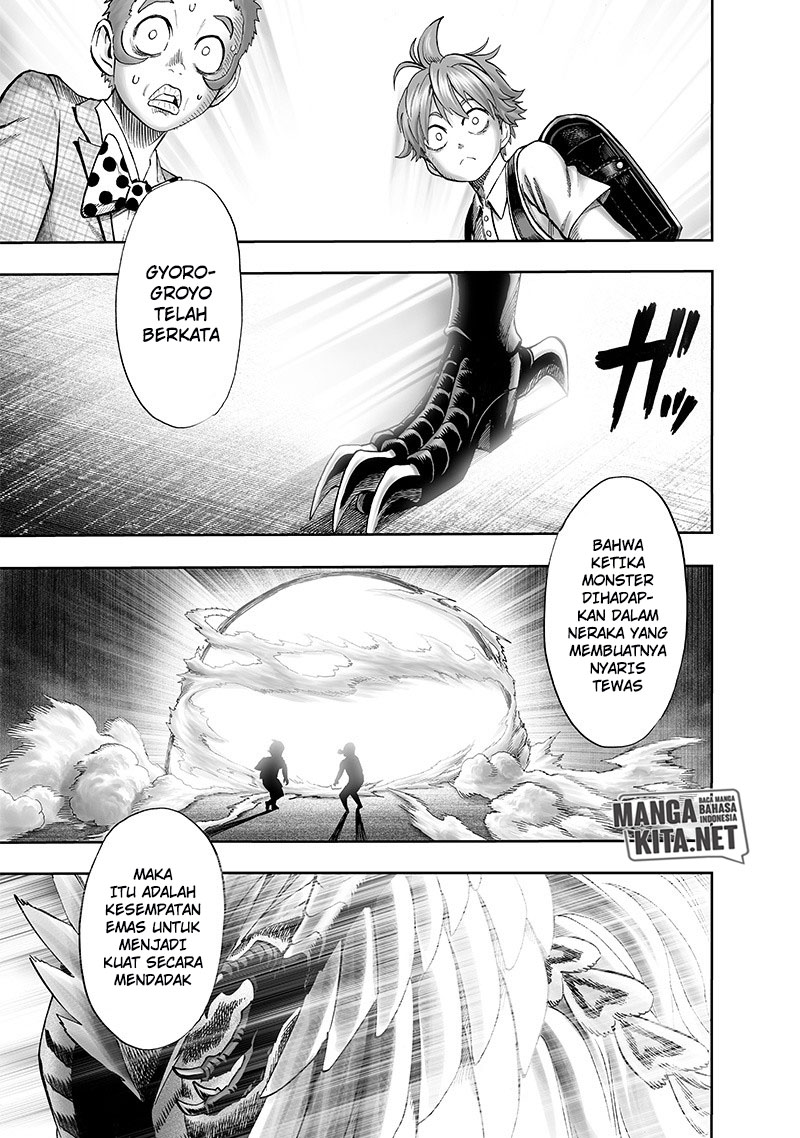 GYORO-
GROYO
TELAH
BERKATA
ガッ
BAHWA
KETIKA
MONSTER
DIHADAP-
KAN DALAM
NERAKA YANG
MEMBUATNYA
NYARIS
TEWAS
MANGA
BACA MANGA
BAHASA
INDONESIA
KITA.NET
MAKA
ITU ADALAH
KESEMPATAN
EMAS UNTUK
MENJADI
KUAT SECARA
MENDADAK